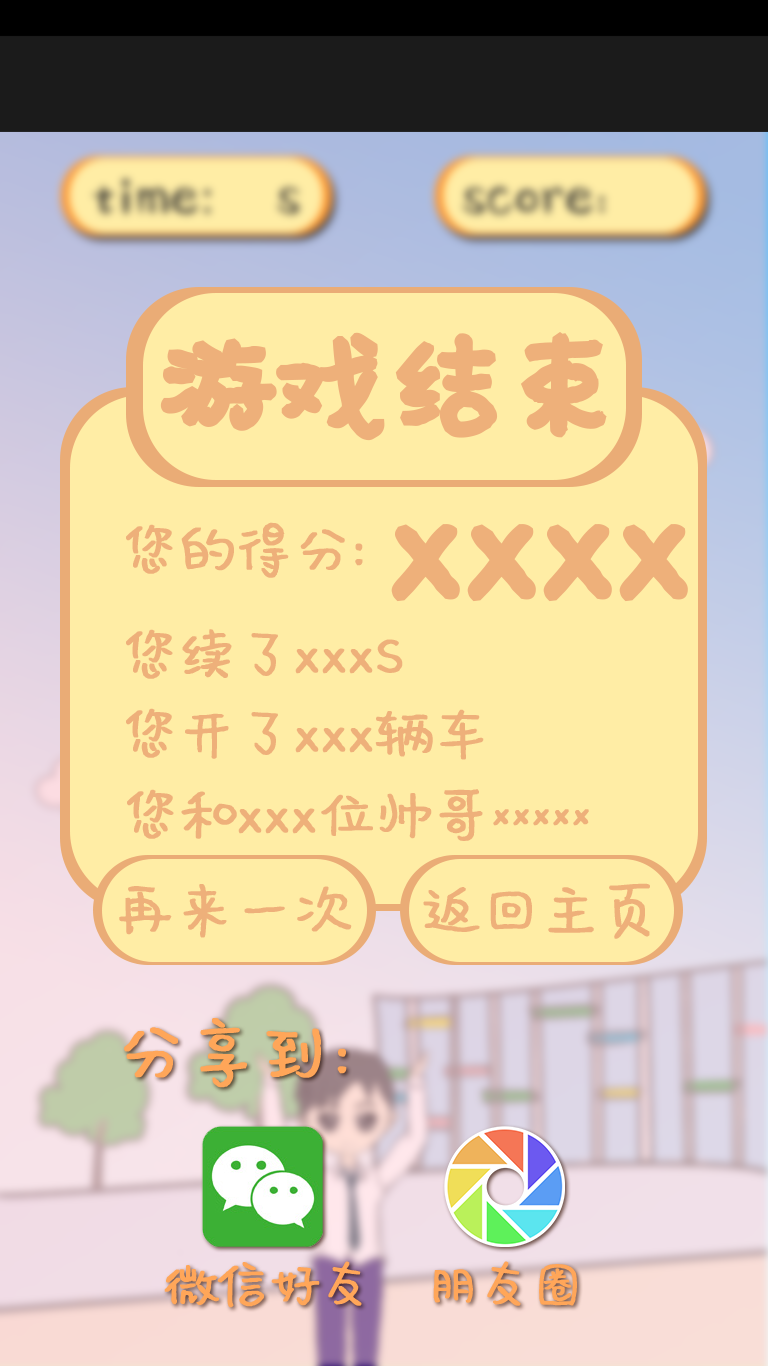 time: s score:
游戏结束
您的得分: XXXX
您续了xxxS
您开了xxx辆车
您和xxx位帅哥xxxxx
再来一次 返回主页
分享到:
微信好友 朋友圈